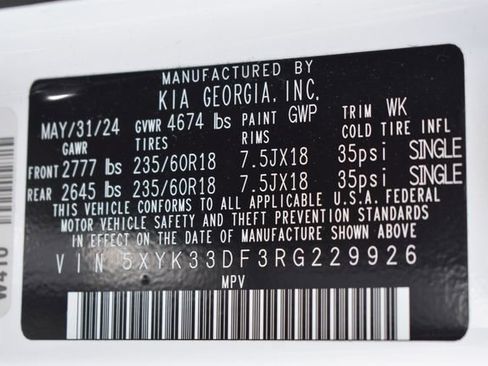 MANUFACTURED BY
KIA GEORGIA, INC.
MAY/31/24 GVWR 4674 lbs PAINT GWP TRIM WK
GAWR TIRES RIMS COLD TIRE INFL
FRONT 2777 lbs 235/60R18 7.5JX18 35psi SINGLE
REAR 2645 lbs 235/60R18 7.5JX18 35psi SINGLE
THIS VEHICLE CONFORMS TO ALL APPLICABLE U.S.A. FEDERAL
MOTOR VEHICLE SAFETY AND THEFT PREVENTION STANDARDS
IN EFFECT ON THE DATE OF MANUFACTURE SHOWN ABOVE
VIN 5XYK33DF3RG229926
MPV